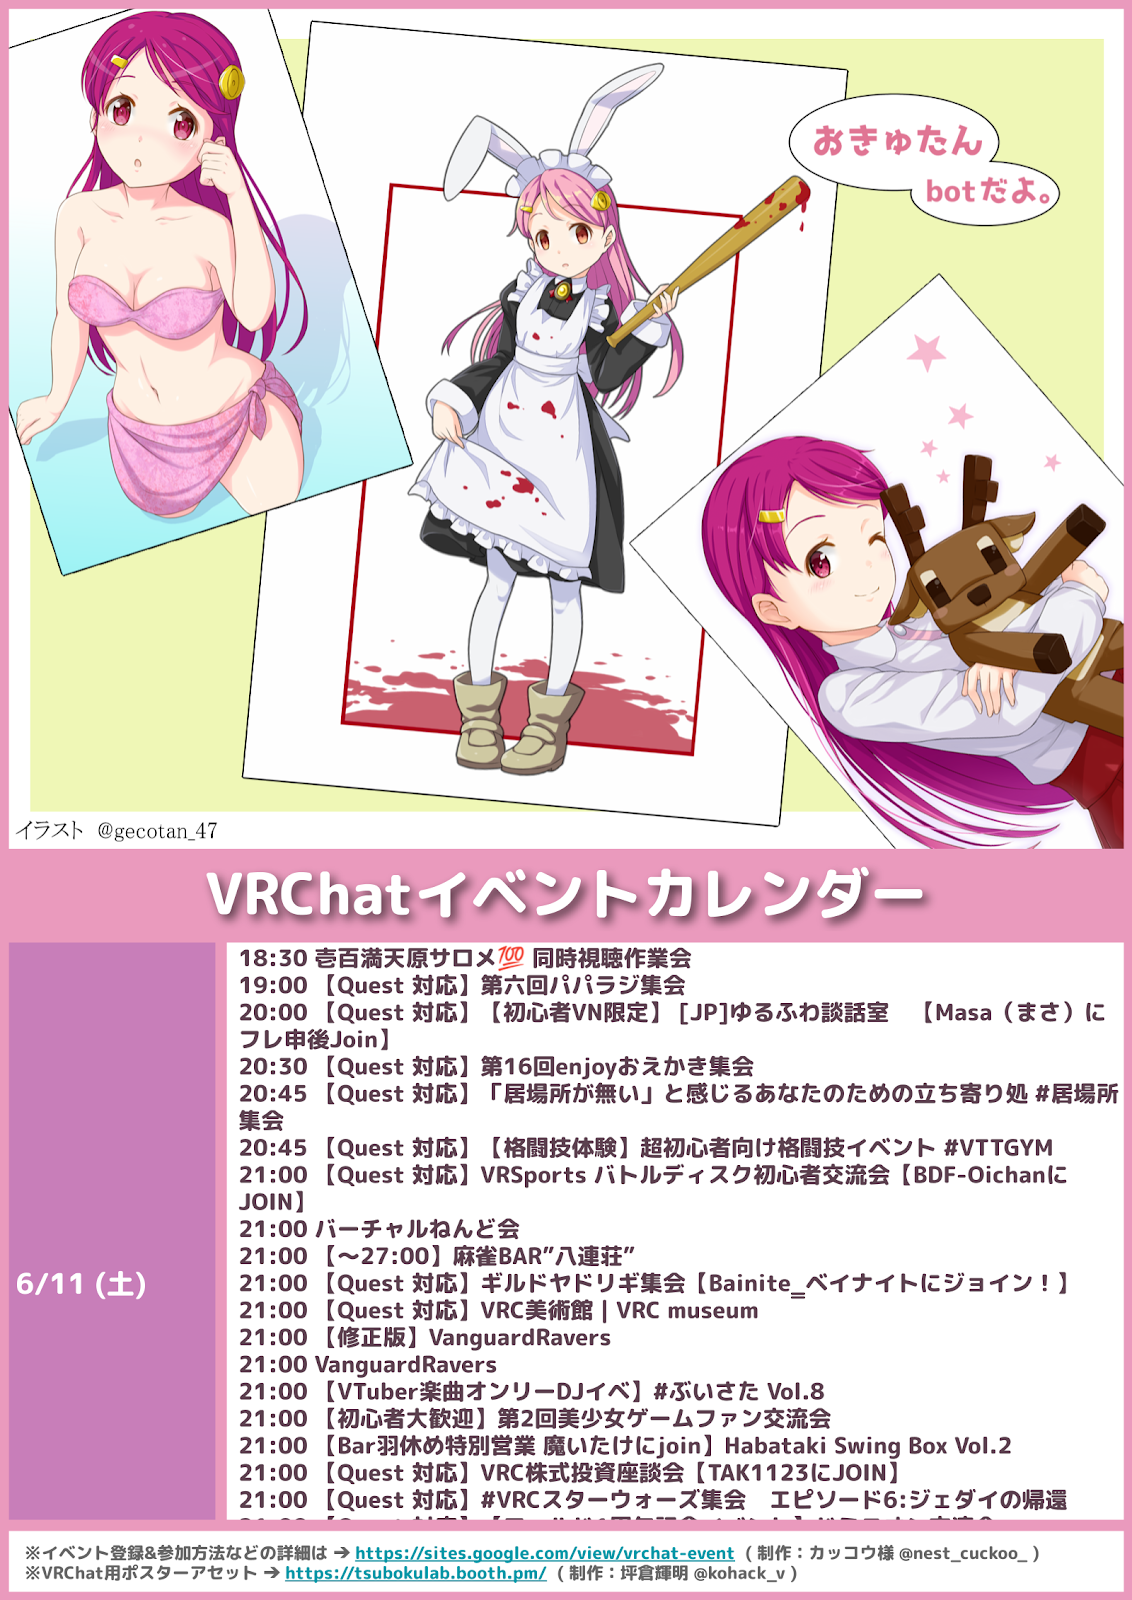 おきゅたん
botだよ。
イラスト @gecotan_47
VRChatイベントカレンダー
6/11 (土)
18:30 壱百満天原サロメ💯 同時視聴作業会
19:00 【Quest 対応】第六回パパラジ集会
20:00 【Quest 対応】【初心者VN限定】 [JP]ゆるふわ談話室　【Masa（まさ）に
フレ申後Join】
20:30 【Quest 対応】第16回enjoyおえかき集会
20:45 【Quest 対応】「居場所が無い」と感じるあなたのための立ち寄り処 #居場所
集会
20:45 【Quest 対応】【格闘技体験】超初心者向け格闘技イベント #VTTGYM
21:00 【Quest 対応】VRSports バトルディスク初心者交流会【BDF-Oichanに
JOIN】
21:00 バーチャルねんど会
21:00 【～27:00】麻雀BAR”八連荘”
21:00 【Quest 対応】ギルドヤドリギ集会【Bainite‗ベイナイトにジョイン！】
21:00 【Quest 対応】VRC美術館 | VRC museum
21:00 【修正版】VanguardRavers
21:00 VanguardRavers
21:00 【VTuber楽曲オンリーDJイベ】#ぶいさた Vol.8
21:00 【初心者大歓迎】第2回美少女ゲームファン交流会
21:00 【Bar羽休め特別営業 魔いたけにjoin】Habataki Swing Box Vol.2
21:00 【Quest 対応】VRC株式投資座談会【TAK1123にJOIN】
21:00 【Quest 対応】#VRCスターウォーズ集会　エピソード6:ジェダイの帰還
※イベント登録&参加方法などの詳細は → https://sites.google.com/view/vrchat-event ( 制作：カッコウ様 @nest_cuckoo_ )
※VRChat用ポスターアセット → https://tsubokulab.booth.pm/ ( 制作：坪倉輝明 @kohack_v )